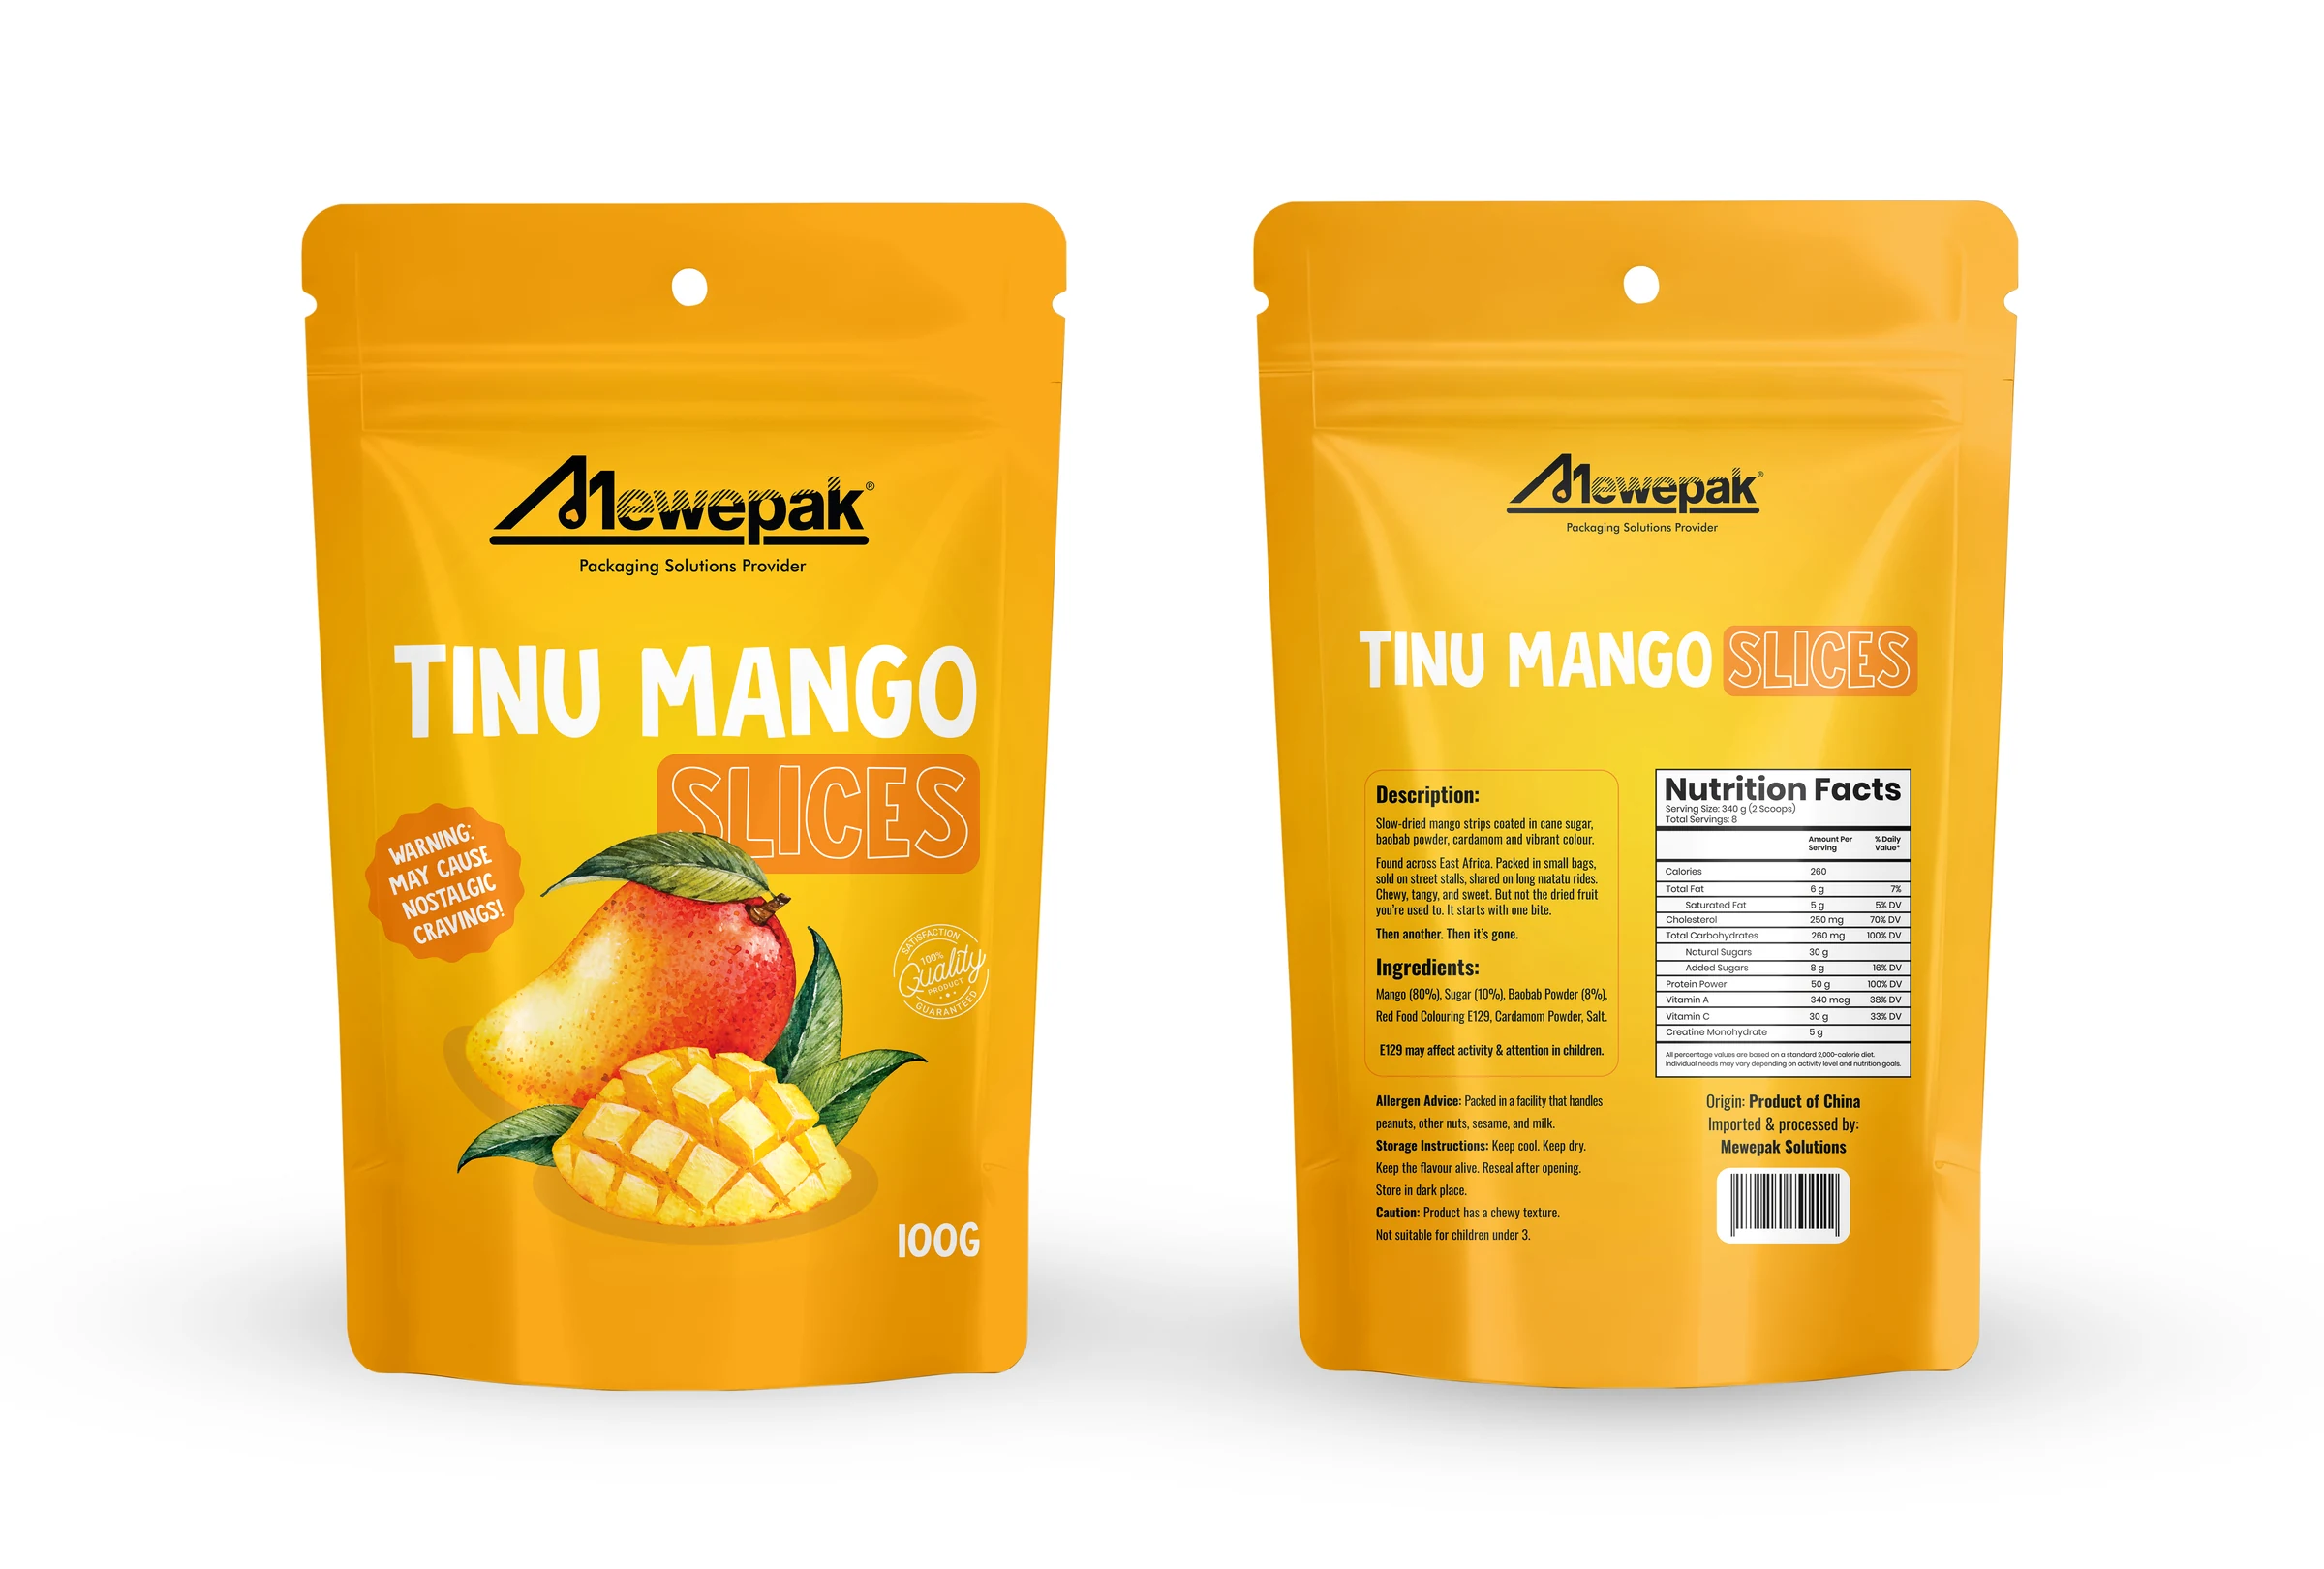 Mewepak®
Packaging Solutions Provider
TINU MANGO
SLICES
WARNING:
MAY CAUSE
NOSTALGIC
CRAVINGS!
SATISFACTION
100%
Quality
PRODUCT
GUARANTEED
100G
Mewepak®
Packaging Solutions Provider
TINU MANGO SLICES
Description:
Slow-dried mango strips coated in cane sugar,
baobab powder, cardamom and vibrant colour.
Found across East Africa. Packed in small bags,
sold on street stalls, shared on long matatu rides.
Chewy, tangy, and sweet. But not the dried fruit
you're used to. It starts with one bite.
Then another. Then it's gone.
Ingredients:
Mango (80%), Sugar (10%), Baobab Powder (8%),
Red Food Colouring E129, Cardamom Powder, Salt.
E129 may affect activity & attention in children.
Allergen Advice: Packed in a facility that handles
peanuts, other nuts, sesame, and milk.
Storage Instructions: Keep cool. Keep dry.
Keep the flavour alive. Reseal after opening.
Store in dark place.
Caution: Product has a chewy texture.
Not suitable for children under 3.
Nutrition Facts
Serving Size: 340 g (2 Scoops)
Total Servings: 8
Amount Per Serving % Daily Value*
Calories 260
Total Fat 6 g 7%
Saturated Fat 5 g 5% DV
Cholesterol 250 mg 70% DV
Total Carbohydrates 260 mg 100% DV
Natural Sugars 30 g
Added Sugars 8 g 16% DV
Protein Power 50 g 100% DV
Vitamin A 340 mcg 38% DV
Vitamin C 30 g 33% DV
Creatine Monohydrate 5 g
All percentage values are based on a standard 2,000-calorie diet.
Individual needs may vary depending on activity level and nutrition goals.
Origin: Product of China
Imported & processed by:
Mewepak Solutions